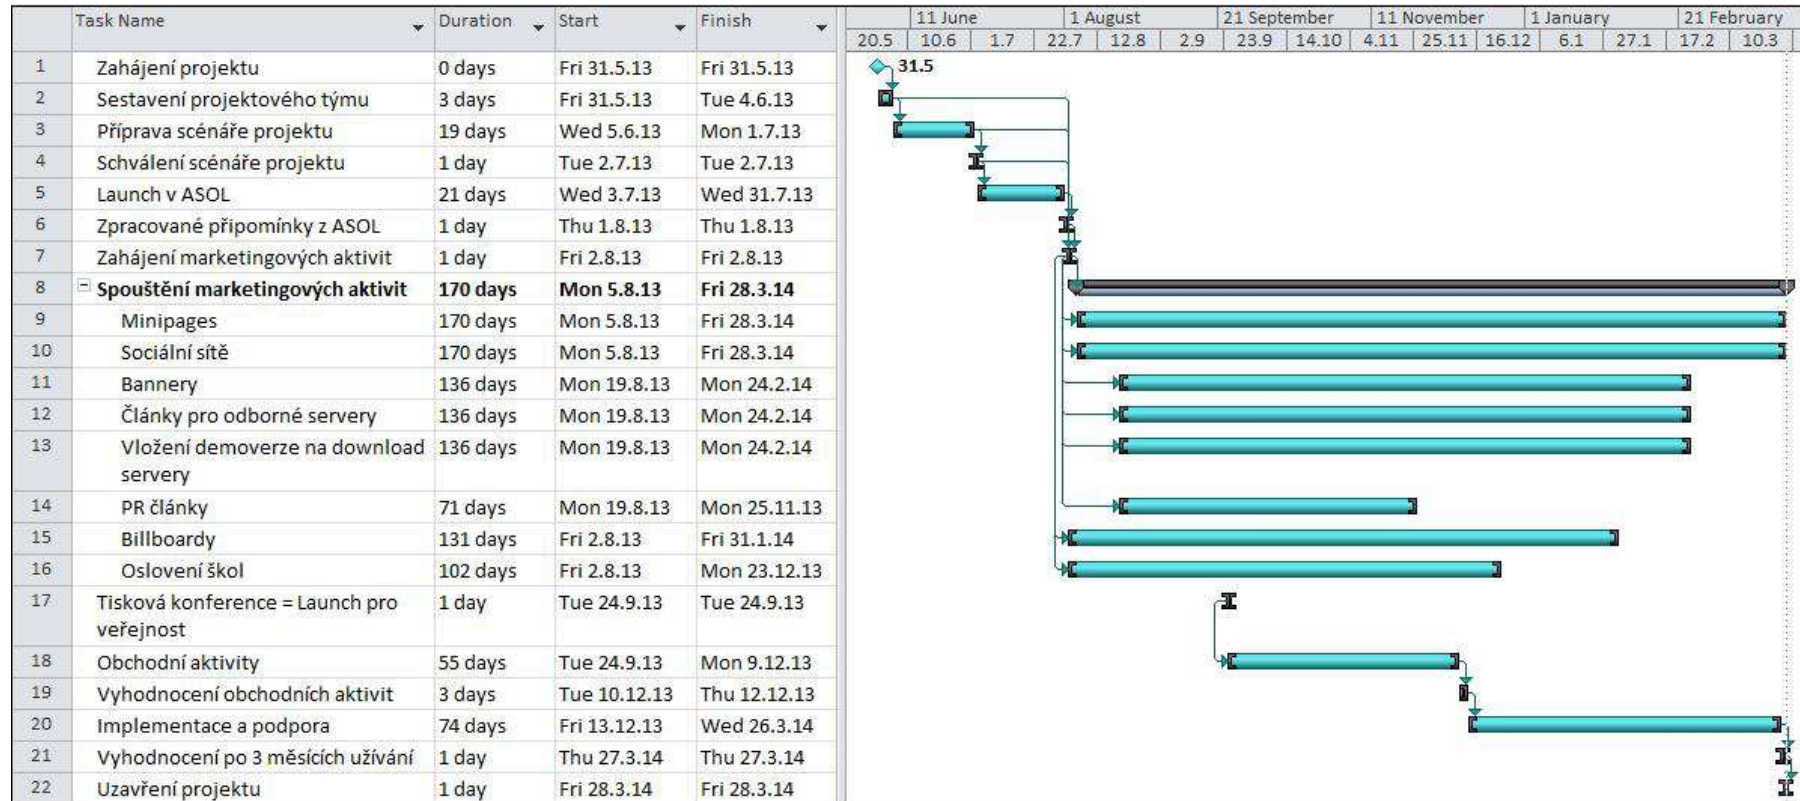 Task Name Duration Start Finish 11 June 1 August 21 September 11 November 1 January 21 February
20.5 10.6 1.7 22.7 12.8 2.9 23.9 14.10 4.11 25.11 16.12 6.1 27.1 17.2 10.3
1 Zahájení projektu 0 days Fri 31.5.13 Fri 31.5.13 31.5
2 Sestavení projektového týmu 3 days Fri 31.5.13 Tue 4.6.13
3 Příprava scénáře projektu 19 days Wed 5.6.13 Mon 1.7.13
4 Schválení scénáře projektu 1 day Tue 2.7.13 Tue 2.7.13
5 Launch v ASOL 21 days Wed 3.7.13 Wed 31.7.13
6 Zpracované připomínky z ASOL 1 day Thu 1.8.13 Thu 1.8.13
7 Zahájení marketingových aktivit 1 day Fri 2.8.13 Fri 2.8.13
8 Spouštění marketingových aktivit 170 days Mon 5.8.13 Fri 28.3.14
9 Minipages 170 days Mon 5.8.13 Fri 28.3.14
10 Sociální sítě 170 days Mon 5.8.13 Fri 28.3.14
11 Bannery 136 days Mon 19.8.13 Mon 24.2.14
12 Články pro odborné servery 136 days Mon 19.8.13 Mon 24.2.14
13 Vložení demoverze na download 136 days Mon 19.8.13 Mon 24.2.14
servery
14 PR články 71 days Mon 19.8.13 Mon 25.11.13
15 Billboardy 131 days Fri 2.8.13 Fri 31.1.14
16 Oslovení škol 102 days Fri 2.8.13 Mon 23.12.13
17 Tisková konference = Launch pro 1 day Tue 24.9.13 Tue 24.9.13
veřejnost
18 Obchodní aktivity 55 days Tue 24.9.13 Mon 9.12.13
19 Vyhodnocení obchodních aktivit 3 days Tue 10.12.13 Thu 12.12.13
20 Implementace a podpora 74 days Fri 13.12.13 Wed 26.3.14
21 Vyhodnocení po 3 měsících užívání 1 day Thu 27.3.14 Thu 27.3.14
22 Uzavření projektu 1 day Fri 28.3.14 Fri 28.3.14